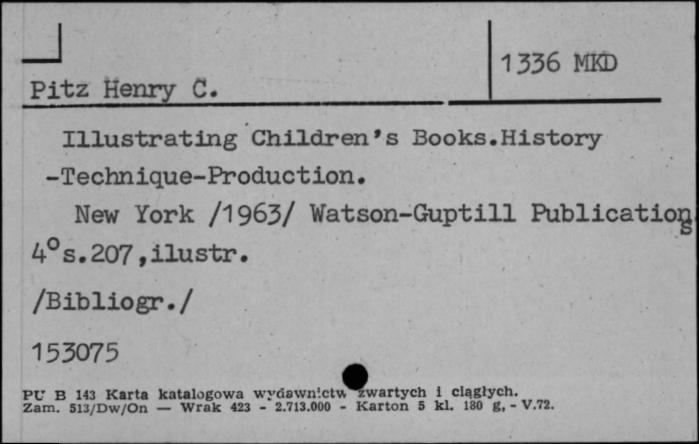 1336 MKD
Pitz Henry C.
Illustrating Children's Books.History
-Technique-Production.
New York /1963/ Watson-Guptill Publications
4°s.207,ilustr.
/Bibliogr./
153075
PU B 143 Karta katalogowa wydawnictw zwartych i ciągłych.
Zam. 513/Dw/On — Wrak 423 - 2.713.000 - Karton 5 kl. 180 g, - V.72.